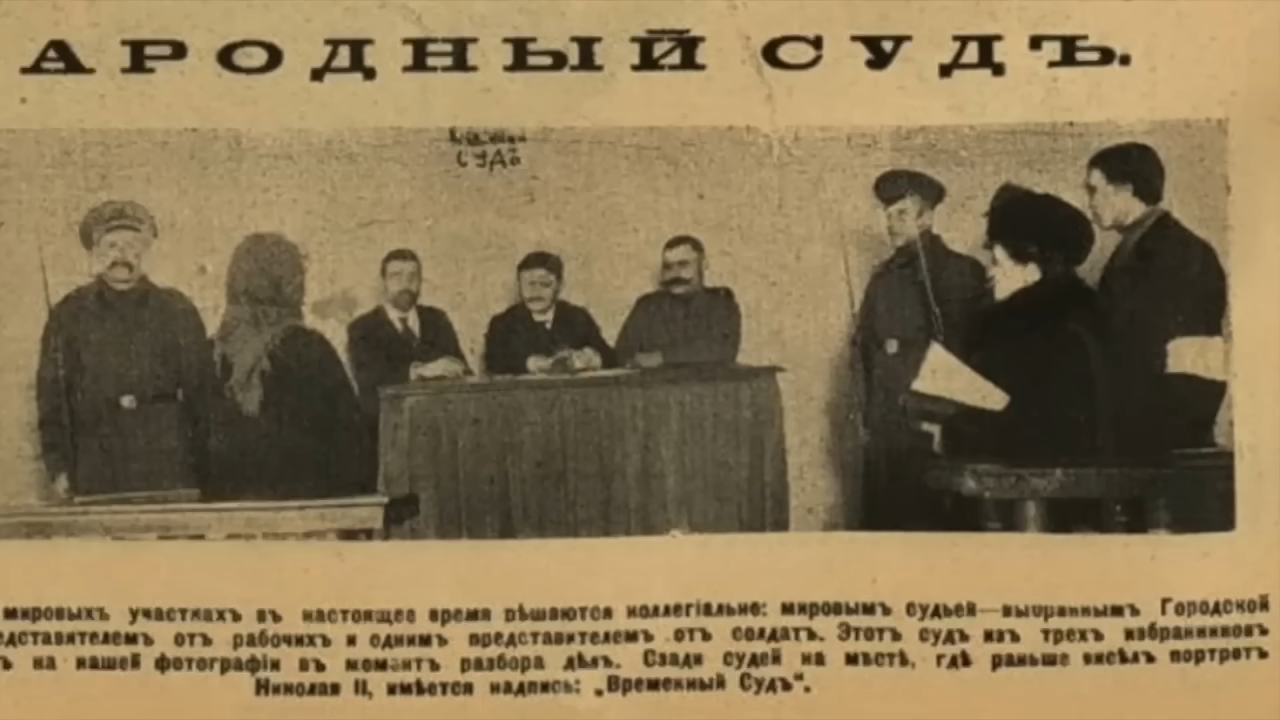 АРОДНЫЙ СУДЪ.
СУДЪ
мировыхъ участкахъ въ настоящее время рѣшаются коллегіально: мировымъ судьей—выбраннымъ Городской
едставителемъ отъ рабочихъ и однимъ представителемъ отъ солдатъ. Этотъ судъ изъ трехъ избранниковъ
ъ на нашей фотографіи въ моментъ разбора дѣлъ. Сзади судей на мѣстѣ, гдѣ раньше висѣлъ портретъ
Николая II, имѣется надпись: „Временный Судъ“.